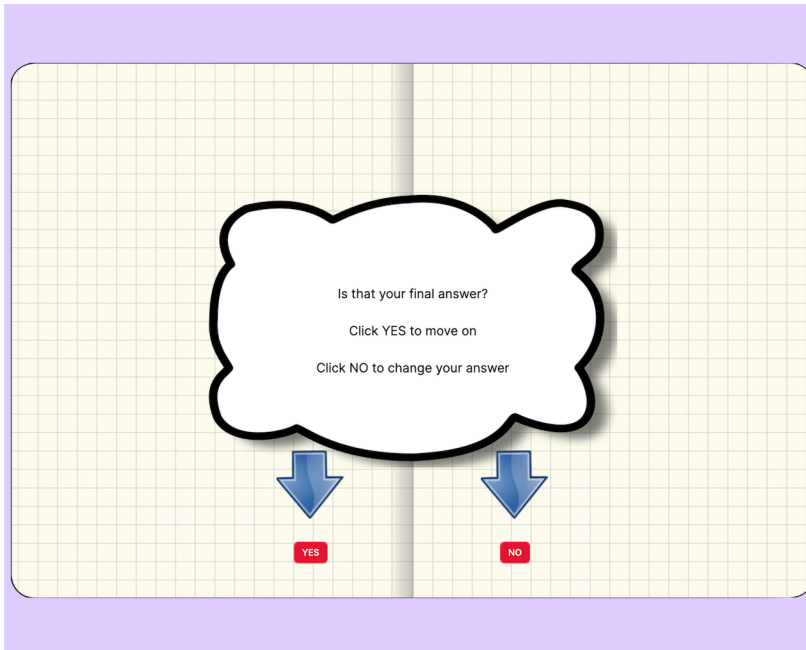 Is that your final answer?
Click YES to move on
Click NO to change your answer
YES
NO